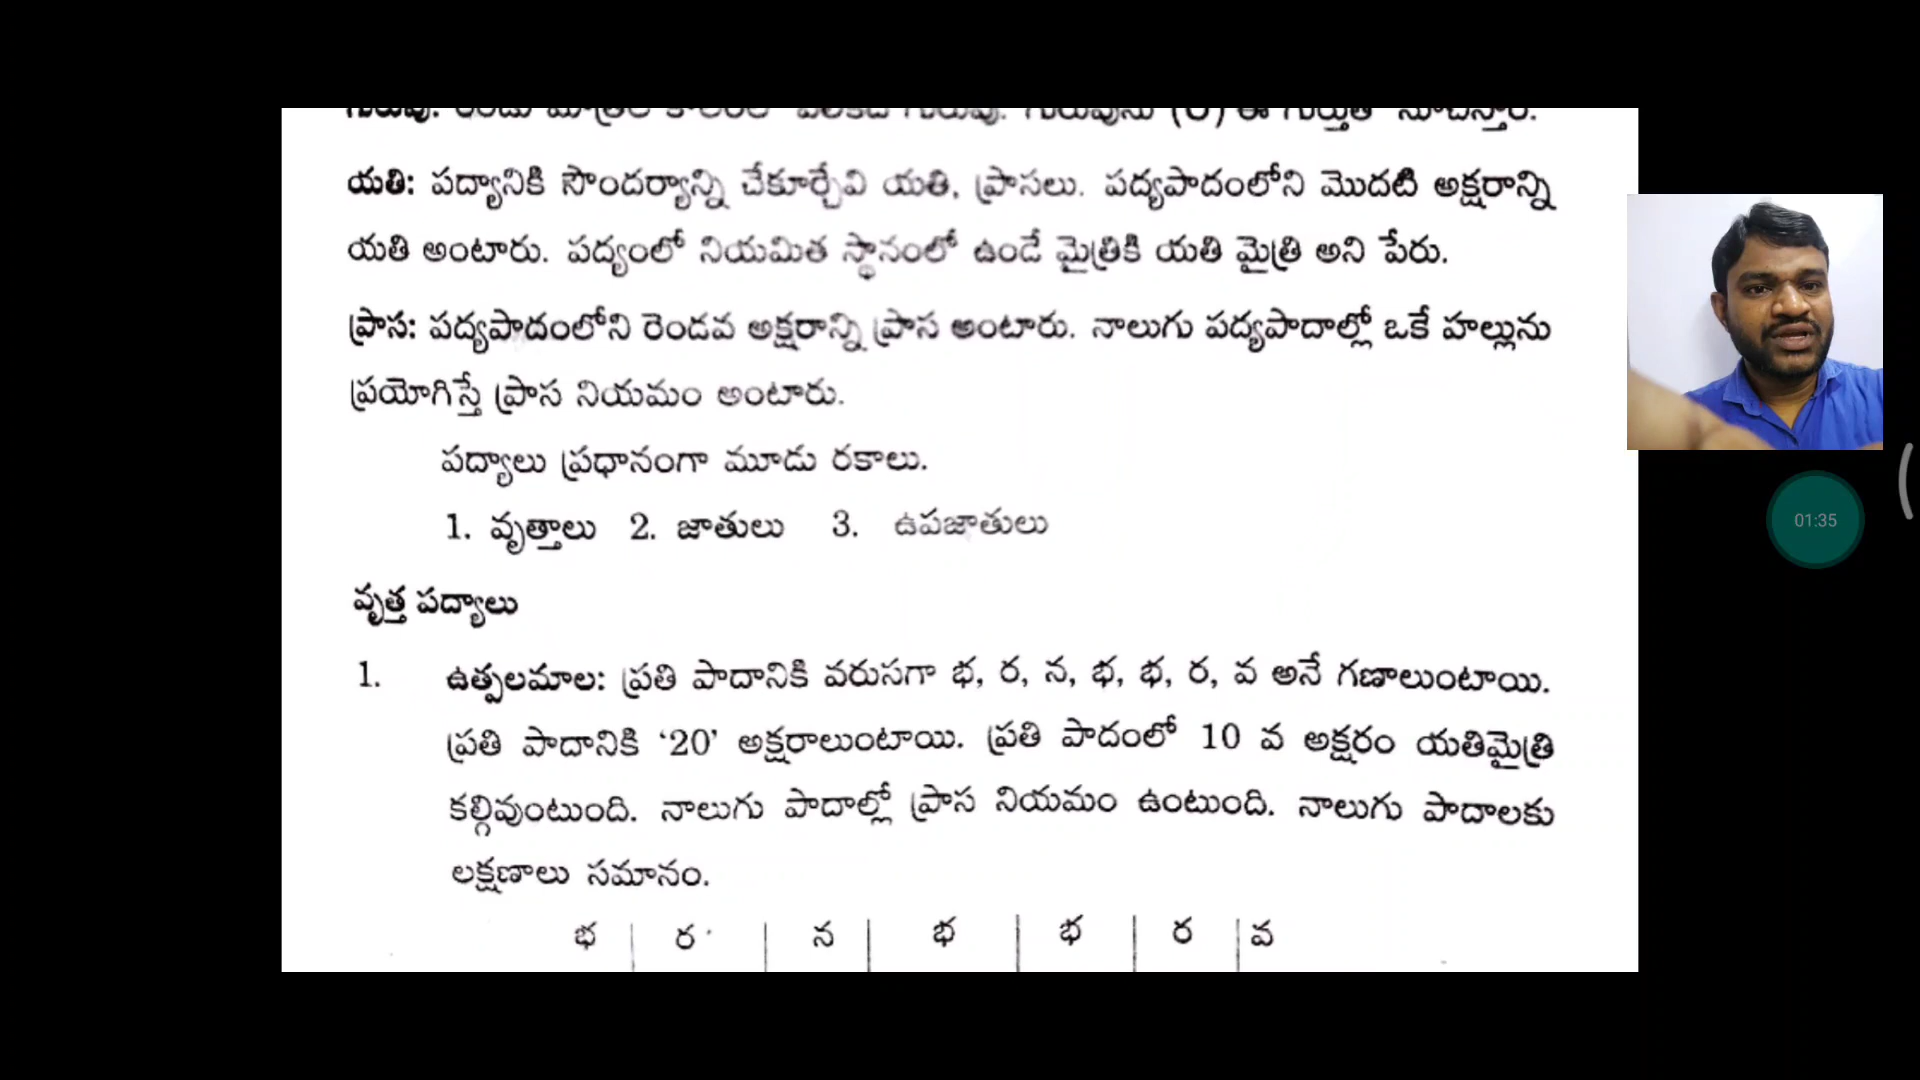 గురువు: రెండు మాత్రల కాలంలో పలికేది గురువు. గురువును (U) ఈ గుర్తుతో సూచిస్తారు.
యతి: పద్యానికి సౌందర్యాన్ని చేకూర్చేవి యతి, ప్రాసలు. పద్యపాదంలోని మొదటి అక్షరాన్ని
యతి అంటారు. పద్యంలో నియమిత స్థానంలో ఉండే మైత్రికి యతి మైత్రి అని పేరు.
ప్రాస: పద్యపాదంలోని రెండవ అక్షరాన్ని ప్రాస అంటారు. నాలుగు పద్యపాదాల్లో ఒకే హల్లును
ప్రయోగిస్తే ప్రాస నియమం అంటారు.
పద్యాలు ప్రధానంగా మూడు రకాలు.
1. వృత్తాలు 2. జాతులు 3. ఉపజాతులు
వృత్త పద్యాలు
1. ఉత్పలమాల: ప్రతి పాదానికి వరుసగా భ, ర, న, భ, భ, ర, వ అనే గణాలుంటాయి.
ప్రతి పాదానికి ‘20’ అక్షరాలుంటాయి. ప్రతి పాదంలో 10 వ అక్షరం యతిమైత్రి
కల్గివుంటుంది. నాలుగు పాదాల్లో ప్రాస నియమం ఉంటుంది. నాలుగు పాదాలకు
లక్షణాలు సమానం.
భ | ర | న | భ | భ | ర | వ
01:35